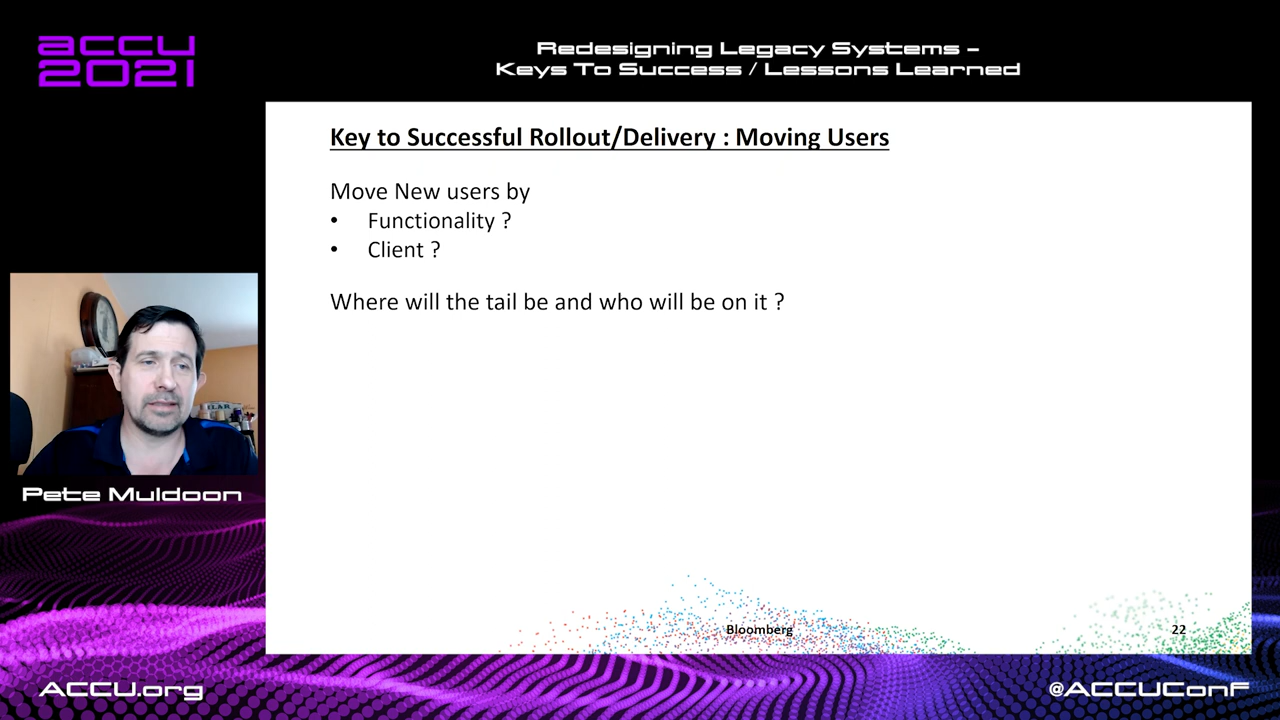 ACCU
2021
Redesigning Legacy Systems –
Keys To Success / Lessons Learned
Key to Successful Rollout/Delivery : Moving Users
Move New users by
• Functionality ?
• Client ?
Where will the tail be and who will be on it ?
Pete Muldoon
Bloomberg
22
ACCU.org
@ACCUConf